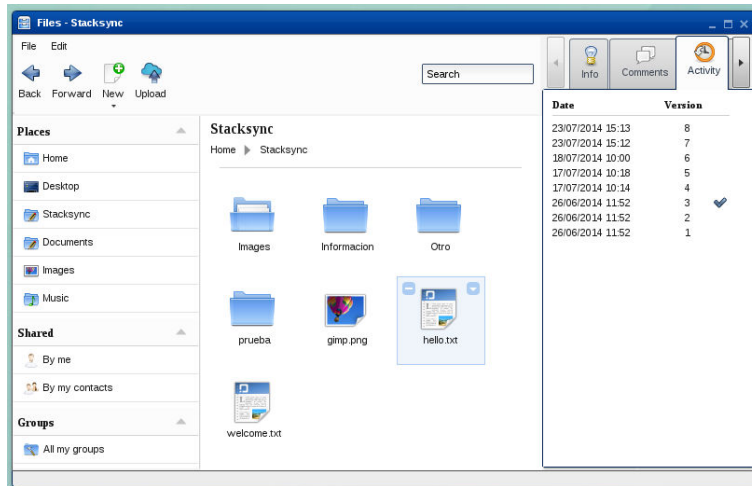 Files - Stacksync
File Edit
Back Forward New Upload
Search
Info Comments Activity
Places
Home
Desktop
Stacksync
Documents
Images
Music
Shared
By me
By my contacts
Groups
All my groups
Stacksync
Home Stacksync
Images Informacion Otro
prueba gimp.png hello.txt
welcome.txt
Date Version
23/07/2014 15:13 8
23/07/2014 15:12 7
18/07/2014 10:00 6
17/07/2014 10:18 5
17/07/2014 10:14 4
26/06/2014 11:52 3
26/06/2014 11:52 2
26/06/2014 11:52 1